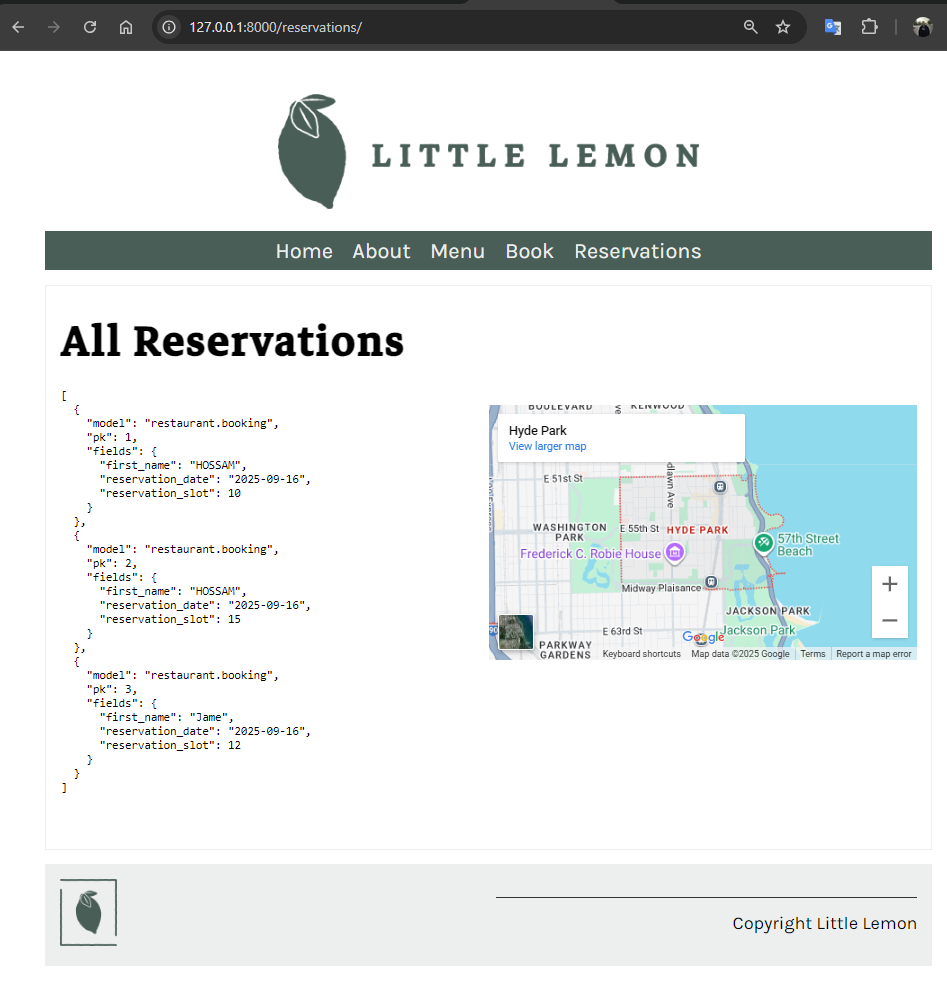 127.0.0.1:8000/reservations/
LITTLE LEMON
Home About Menu Book Reservations
All Reservations
[
  {
    "model": "restaurant.booking",
    "pk": 1,
    "fields": {
      "first_name": "HOSSAM",
      "reservation_date": "2025-09-16",
      "reservation_slot": 10
    }
  },
  {
    "model": "restaurant.booking",
    "pk": 2,
    "fields": {
      "first_name": "HOSSAM",
      "reservation_date": "2025-09-16",
      "reservation_slot": 15
    }
  },
  {
    "model": "restaurant.booking",
    "pk": 3,
    "fields": {
      "first_name": "Jame",
      "reservation_date": "2025-09-16",
      "reservation_slot": 12
    }
  }
]
BOULEVARD
KENWOOD
Hyde Park
View larger map
E 51st St
WASHINGTON
PARK
E 55th St
HYDE PARK
57th Street
Beach
Frederick C. Robie House
Midway Plaisance
JACKSON PARK
Jackson Park
E 63rd St
Google
90
PARKWAY
GARDENS
Keyboard shortcuts
Map data ©2025 Google
Terms
Report a map error
Copyright Little Lemon